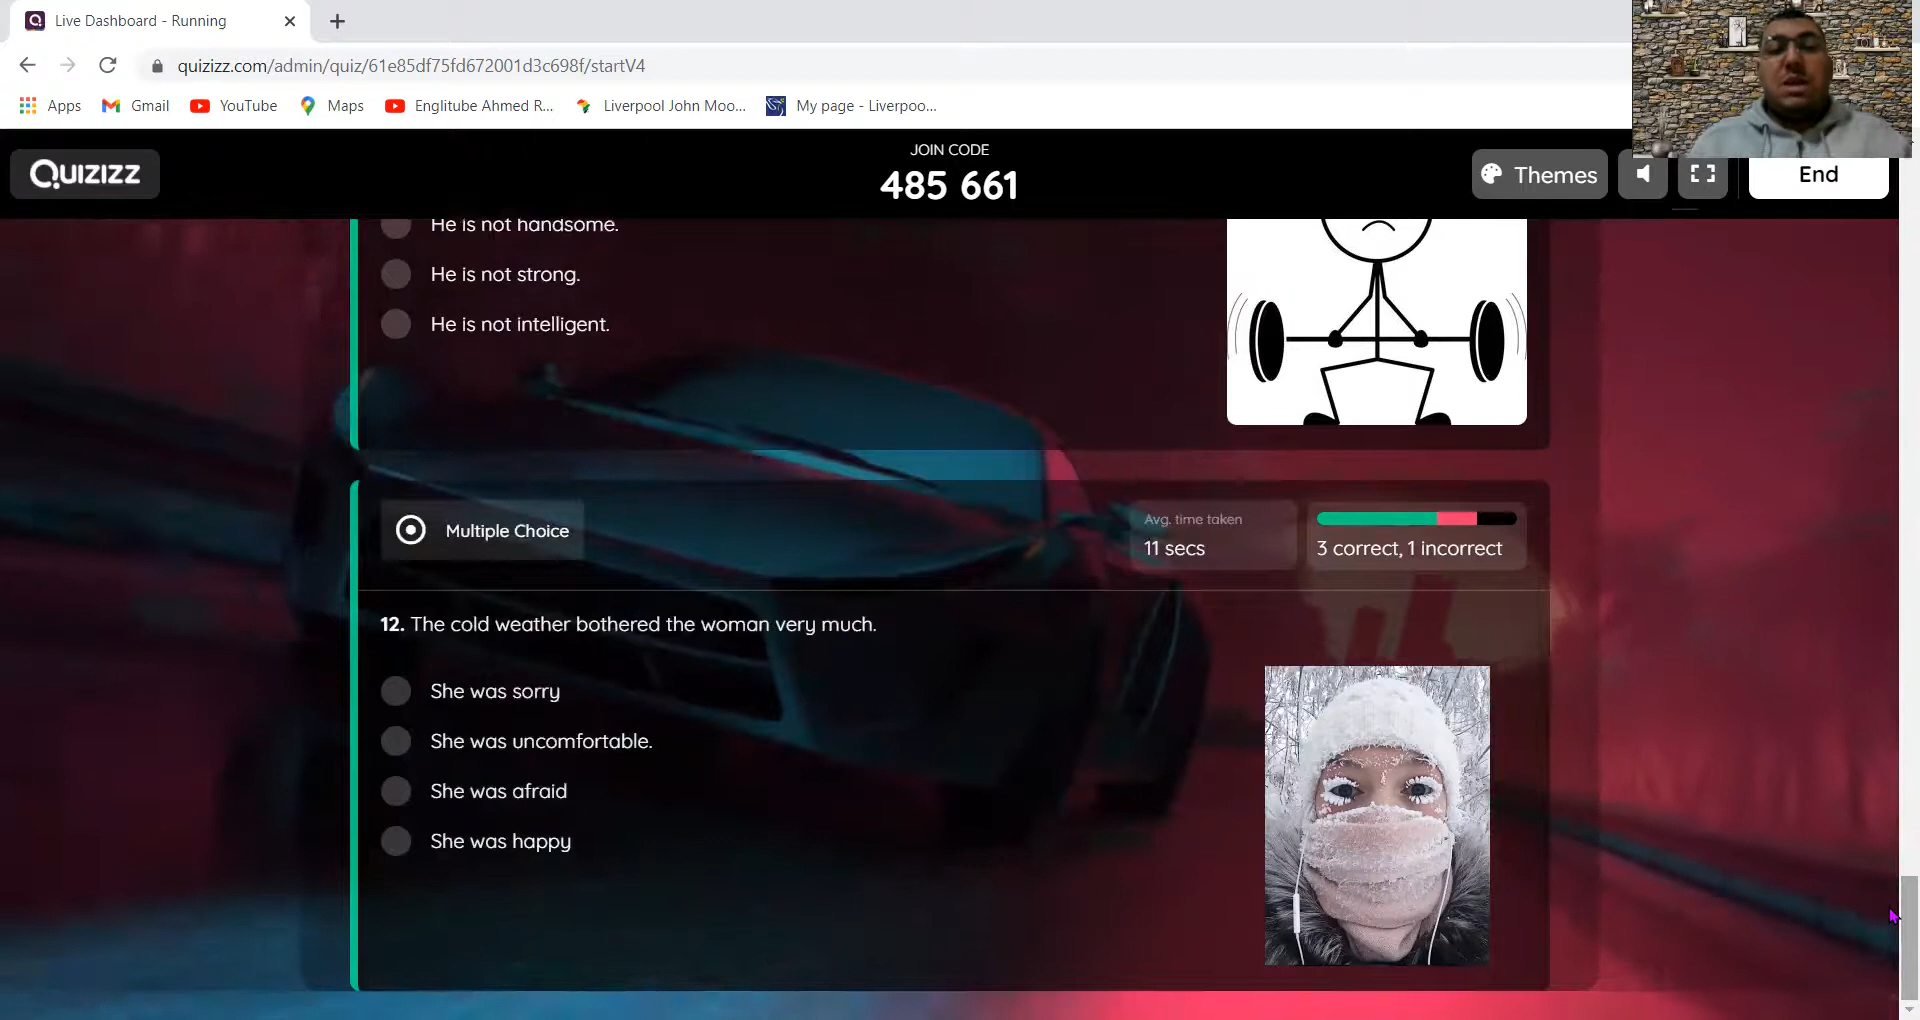 Live Dashboard - Running
quizizz.com/admin/quiz/61e85df75fd672001d3c698f/startV4
Apps Gmail YouTube Maps Englitube Ahmed R... Liverpool John Moo... My page - Liverpoo...
QUIZIZZ
JOIN CODE
485 661
Themes
End
He is not handsome.
He is not strong.
He is not intelligent.
Multiple Choice
Avg. time taken
11 secs
3 correct, 1 incorrect
12. The cold weather bothered the woman very much.
She was sorry
She was uncomfortable.
She was afraid
She was happy